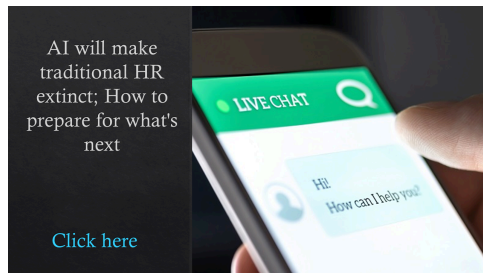 AI will make
traditional HR
extinct; How to
prepare for what's
next
Click here
LIVE CHAT
Hi!
How can I help you?